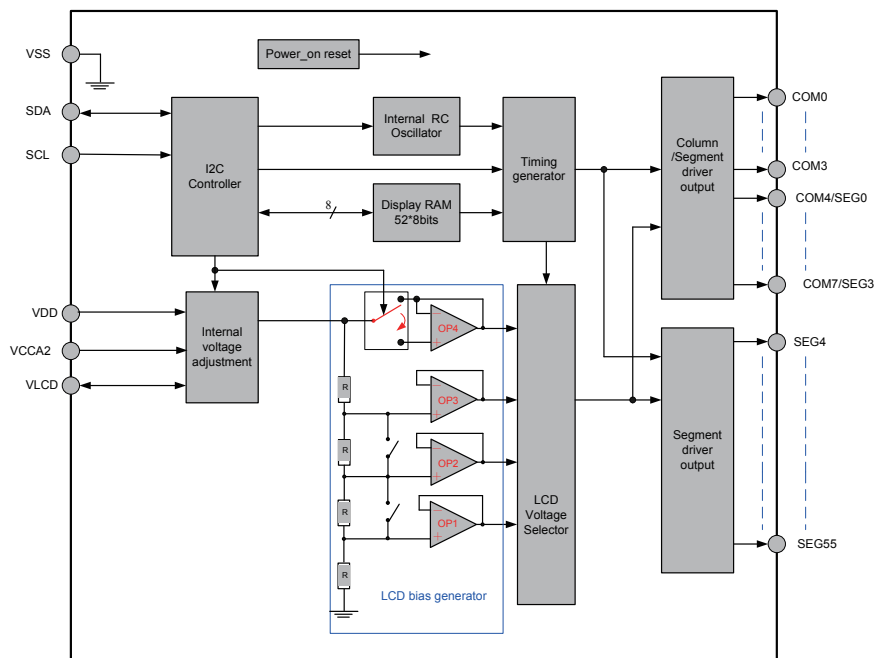 VSS
Power_on reset
SDA
SCL
I2C
Controller
Internal RC
Oscillator
Timing
generator
8
Display RAM
52*8bits
Column
/Segment
driver
output
COM0
COM3
COM4/SEG0
COM7/SEG3
VDD
VCCA2
VLCD
Internal
voltage
adjustment
R
R
R
R
−
OP4
+
−
OP3
+
−
OP2
+
−
OP1
+
LCD bias generator
LCD
Voltage
Selector
Segment
driver
output
SEG4
SEG55